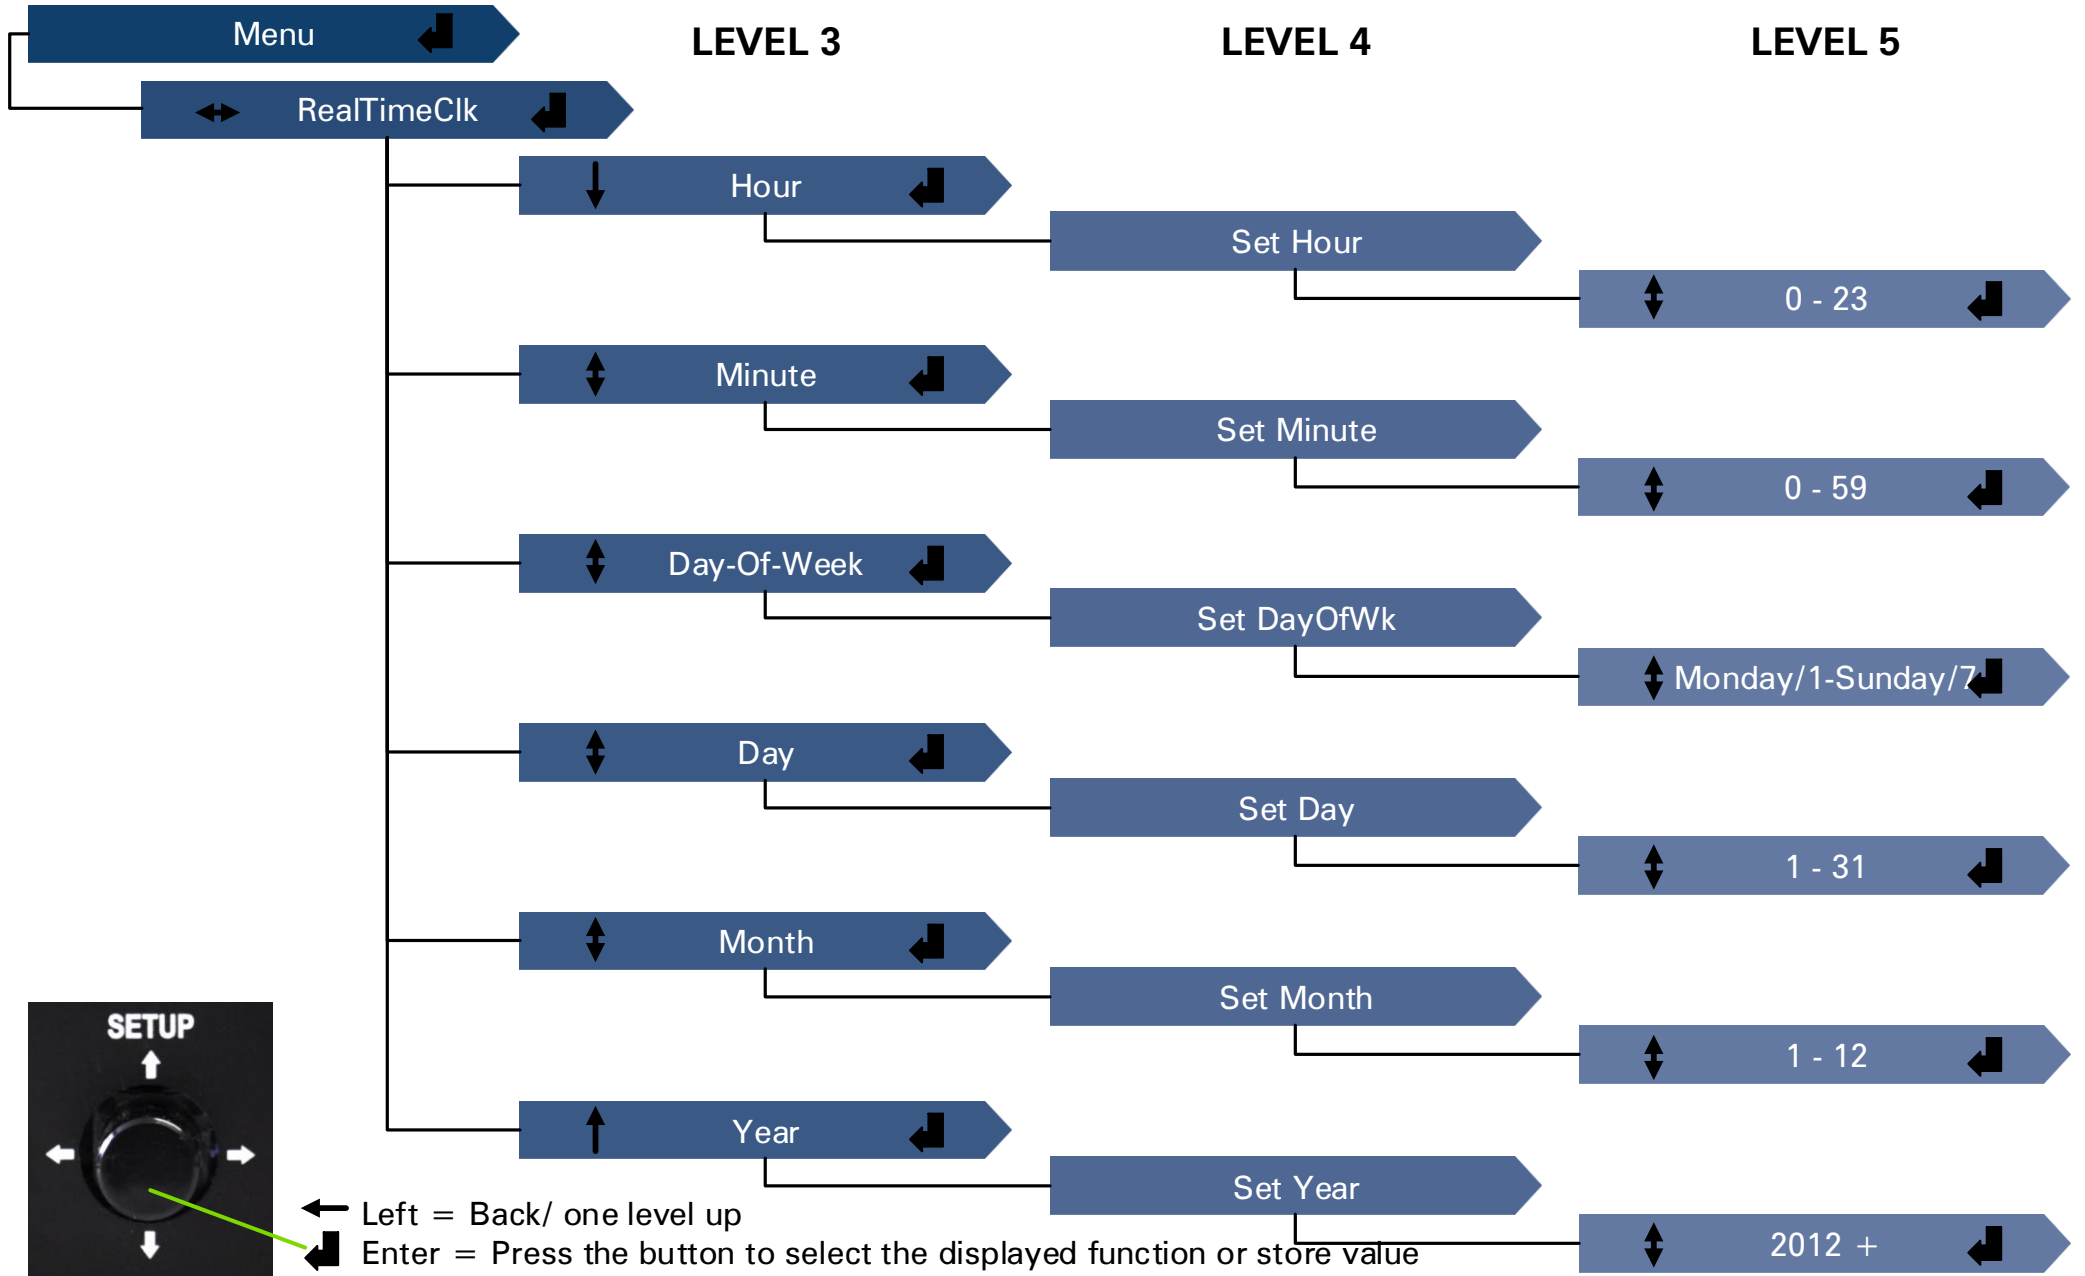 Menu
LEVEL 3
LEVEL 4
LEVEL 5
RealTimeClk
Hour
Set Hour
0 - 23
Minute
Set Minute
0 - 59
Day-Of-Week
Set DayOfWk
Monday/1-Sunday/7
Day
Set Day
1 - 31
Month
Set Month
1 - 12
Year
Set Year
2012 +
SETUP
Left = Back/ one level up
Enter = Press the button to select the displayed function or store value